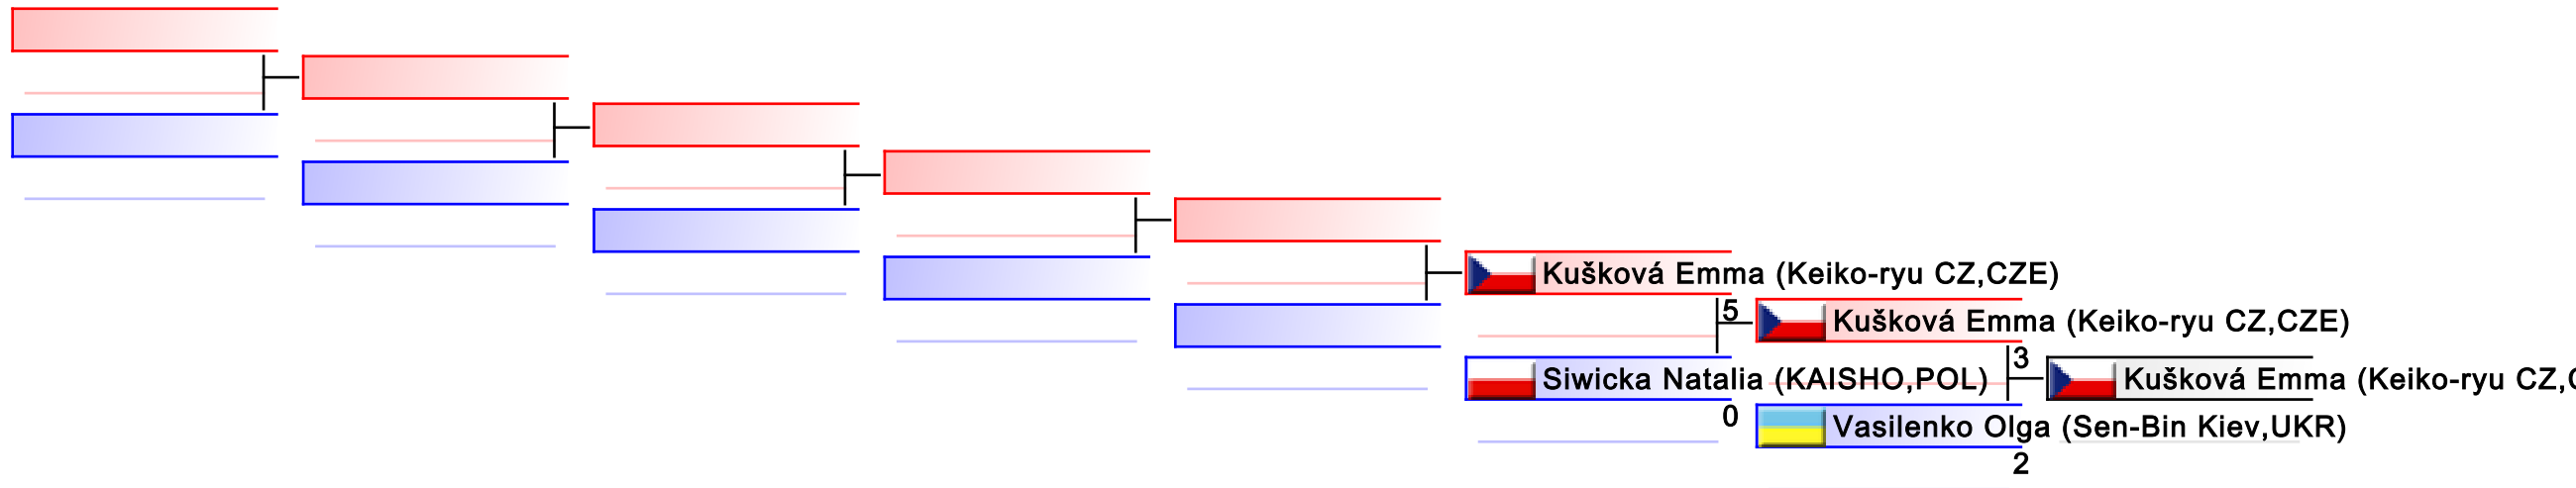 Kušková Emma (Keiko-ryu CZ,CZE)
5
Kušková Emma (Keiko-ryu CZ,CZE)
3
Siwicka Natalia (KAISHO,POL)
Kušková Emma (Keiko-ryu CZ,
0
Vasilenko Olga (Sen-Bin Kiev,UKR)
2